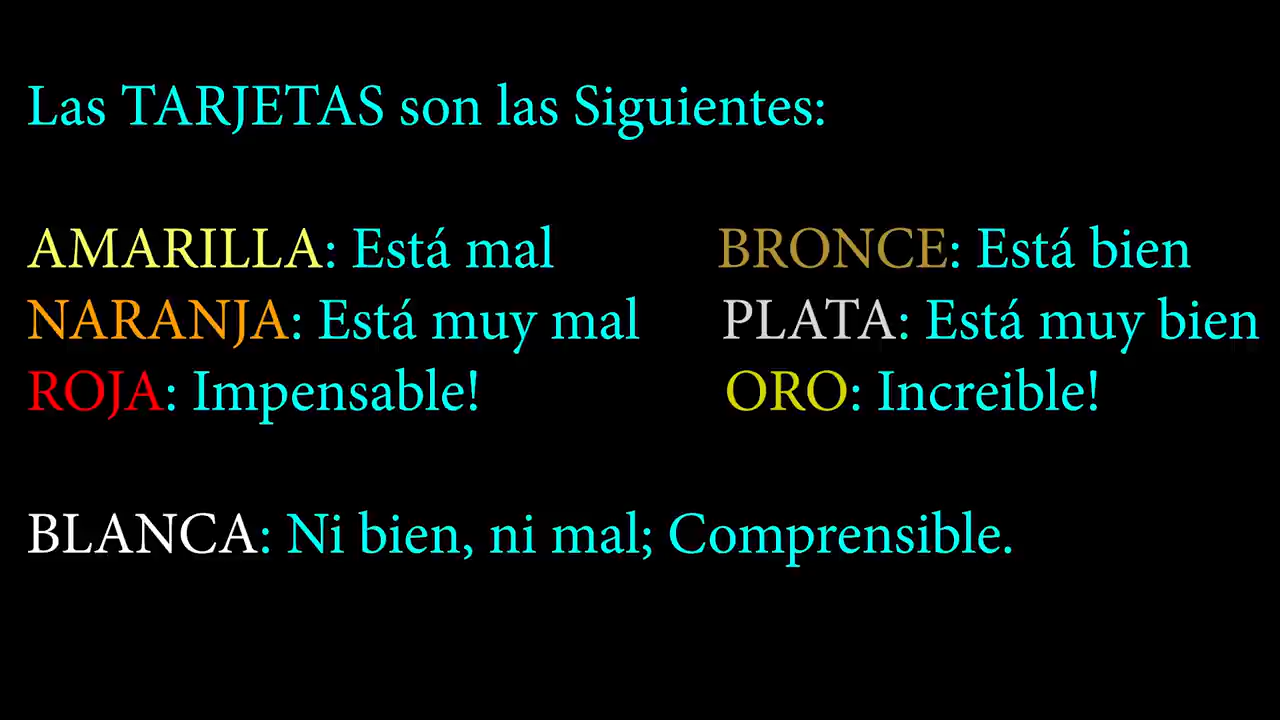 Las TARJETAS son las Siguientes:
AMARILLA: Está mal
NARANJA: Está muy mal
ROJA: Impensable!
BRONCE: Está bien
PLATA: Está muy bien
ORO: Increible!
BLANCA: Ni bien, ni mal; Comprensible.